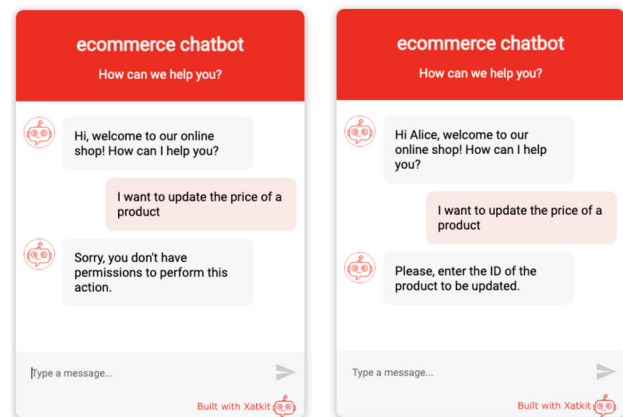 ecommerce chatbot
How can we help you?
Hi, welcome to our online
shop! How can I help you?
I want to update the price of a
product
Sorry, you don't have
permissions to perform this
action.
Type a message...
Built with Xatkit
ecommerce chatbot
How can we help you?
Hi Alice, welcome to our
online shop! How can I help
you?
I want to update the price of a
product
Please, enter the ID of the
product to be updated.
Type a message...
Built with Xatkit